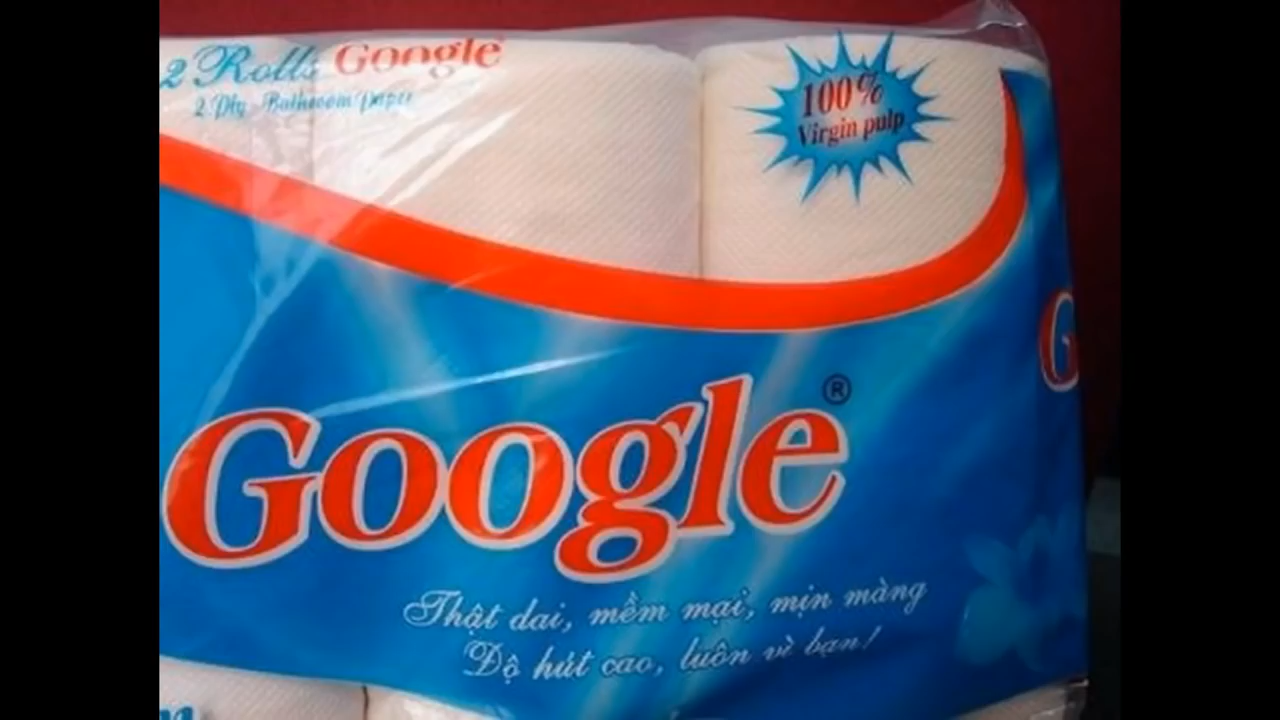 2 Rolls Google
2 Ply Bathroom Paper
100%
Virgin pulp
G
Google®
Thật dai, mềm mại, mịn màng
Độ hút cao, luôn vì bạn!